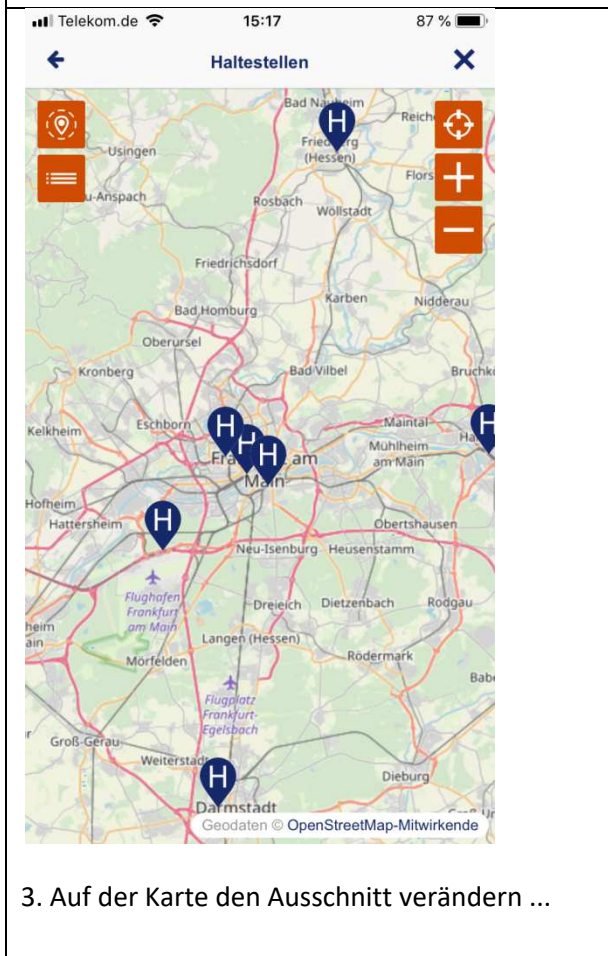 Telekom.de 15:17 87 %
Haltestellen
Bad Nauheim
Usingen
(Hessen)
Rosbach
Wöllstadt
Friedrichsdorf
Karben
Nidderau
Bad Homburg
Oberursel
Kronberg
Bad Vilbel
Eschborn
Maintal
Kelkheim
H H H H
Mühlheim
am Main
am
Main
Hofheim
Hattersheim
H
Obertshausen
Neu-Isenburg Heusenstamm
Flughafen
Frankfurt
am Main
Dreieich Dietzenbach Rodgau
Langen (Hessen)
Mörfelden
Rödermark
Flugplatz
Frankfurt-
Egelsbach
Groß-Gerau
H
Dieburg
Darmstadt
Geodaten © OpenStreetMap-Mitwirkende
3. Auf der Karte den Ausschnitt verändern ...